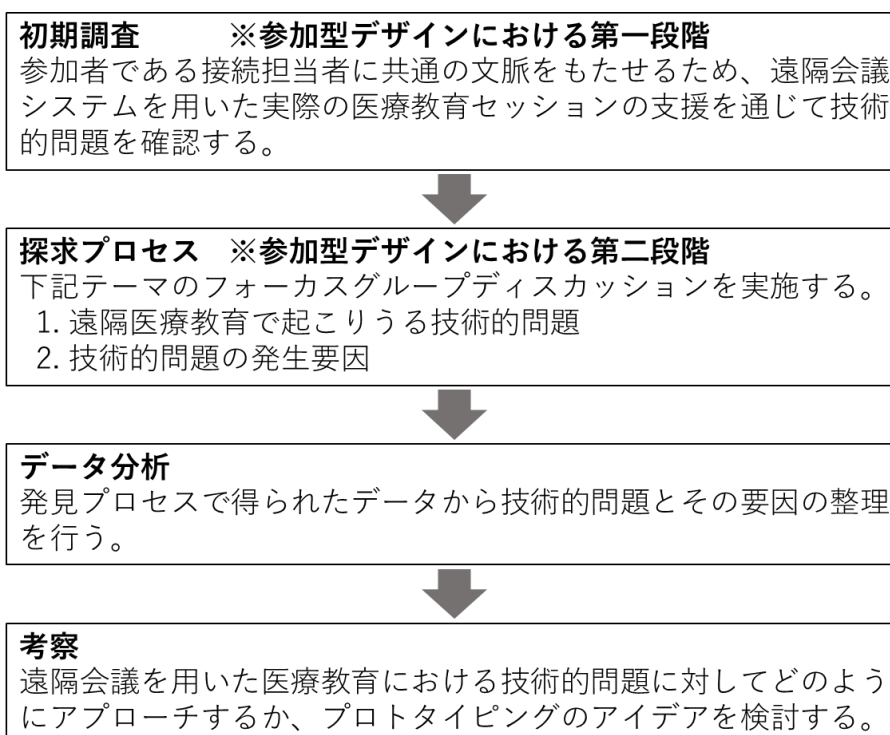 初期調査　　　※参加型デザインにおける第一段階
参加者である接続担当者に共通の文脈をもたせるため、遠隔会議
システムを用いた実際の医療教育セッションの支援を通じて技術
的問題を確認する。
探求プロセス　※参加型デザインにおける第二段階
下記テーマのフォーカスグループディスカッションを実施する。
1. 遠隔医療教育で起こりうる技術的問題
2. 技術的問題の発生要因
データ分析
発見プロセスで得られたデータから技術的問題とその要因の整理
を行う。
考察
遠隔会議を用いた医療教育における技術的問題に対してどのよう
にアプローチするか、プロトタイピングのアイデアを検討する。